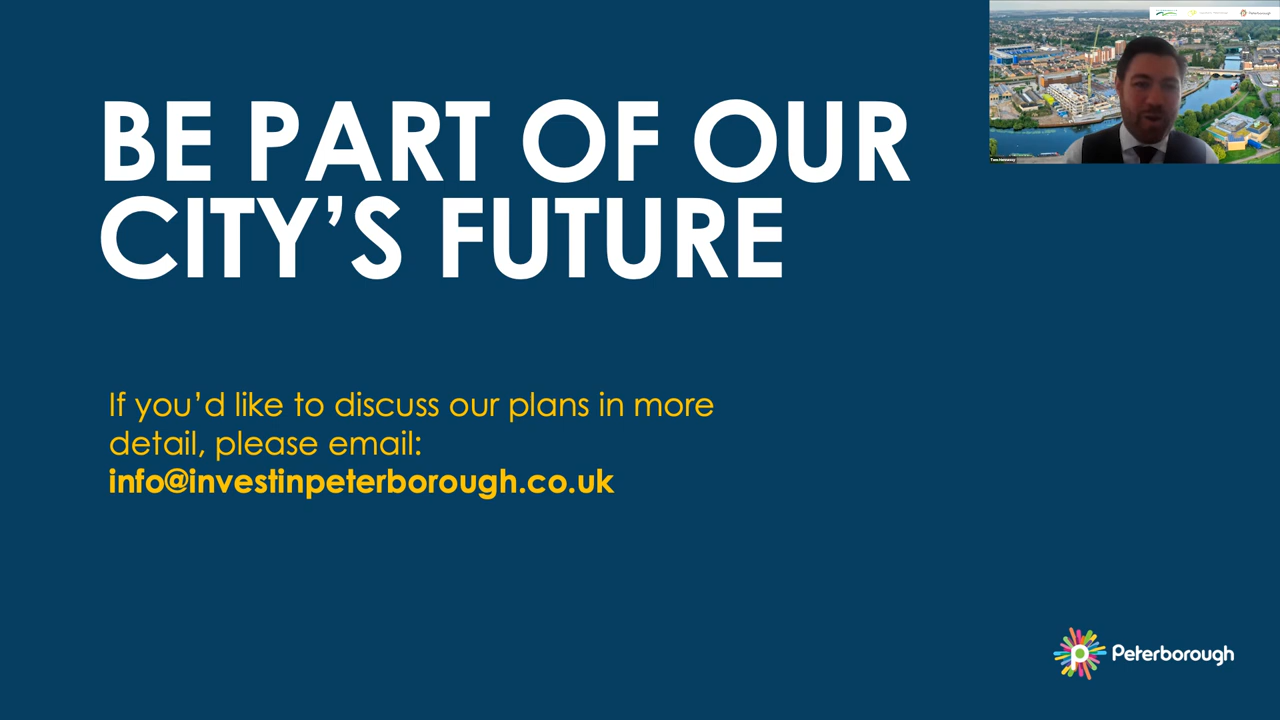 BE PART OF OUR
CITY’S FUTURE
If you’d like to discuss our plans in more
detail, please email:
info@investinpeterborough.co.uk
Peterborough
Peterborough